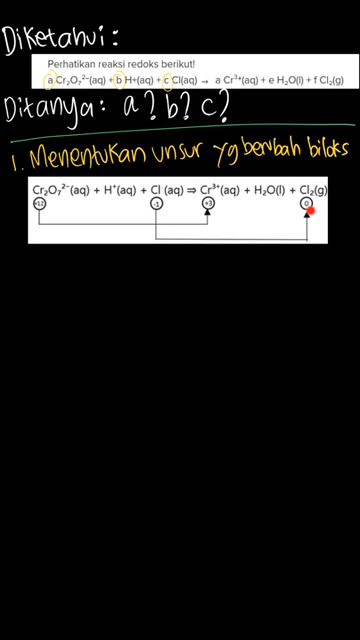 Diketahui:
Perhatikan reaksi redoks berikut!
a Cr₂O₇²⁻(aq) + b H+(aq) + c Cl(aq) → a Cr³⁺(aq) + e H₂O(l) + f Cl₂(g)
Ditanya: a? b? c?
1. Menentukan unsur yg berubah biloks
Cr₂O₇²⁻(aq) + H⁺(aq) + Cl (aq) ⇒ Cr³⁺(aq) + H₂O(l) + Cl₂(g)
+12 -1 +3 0